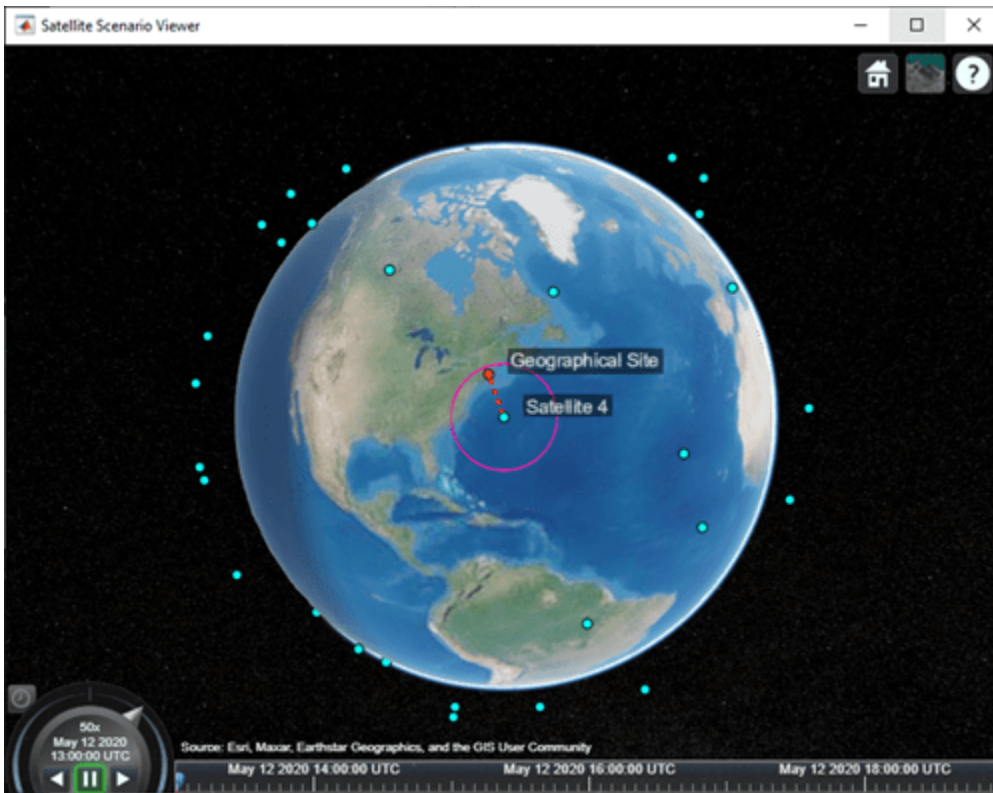 Satellite Scenario Viewer
?
Geographical Site
Satellite 4
50x
May 12 2020
13:00:00 UTC
Source: Esri, Maxar, Earthstar Geographics, and the GIS User Community
May 12 2020 14:00:00 UTC May 12 2020 16:00:00 UTC May 12 2020 18:00:00 UTC